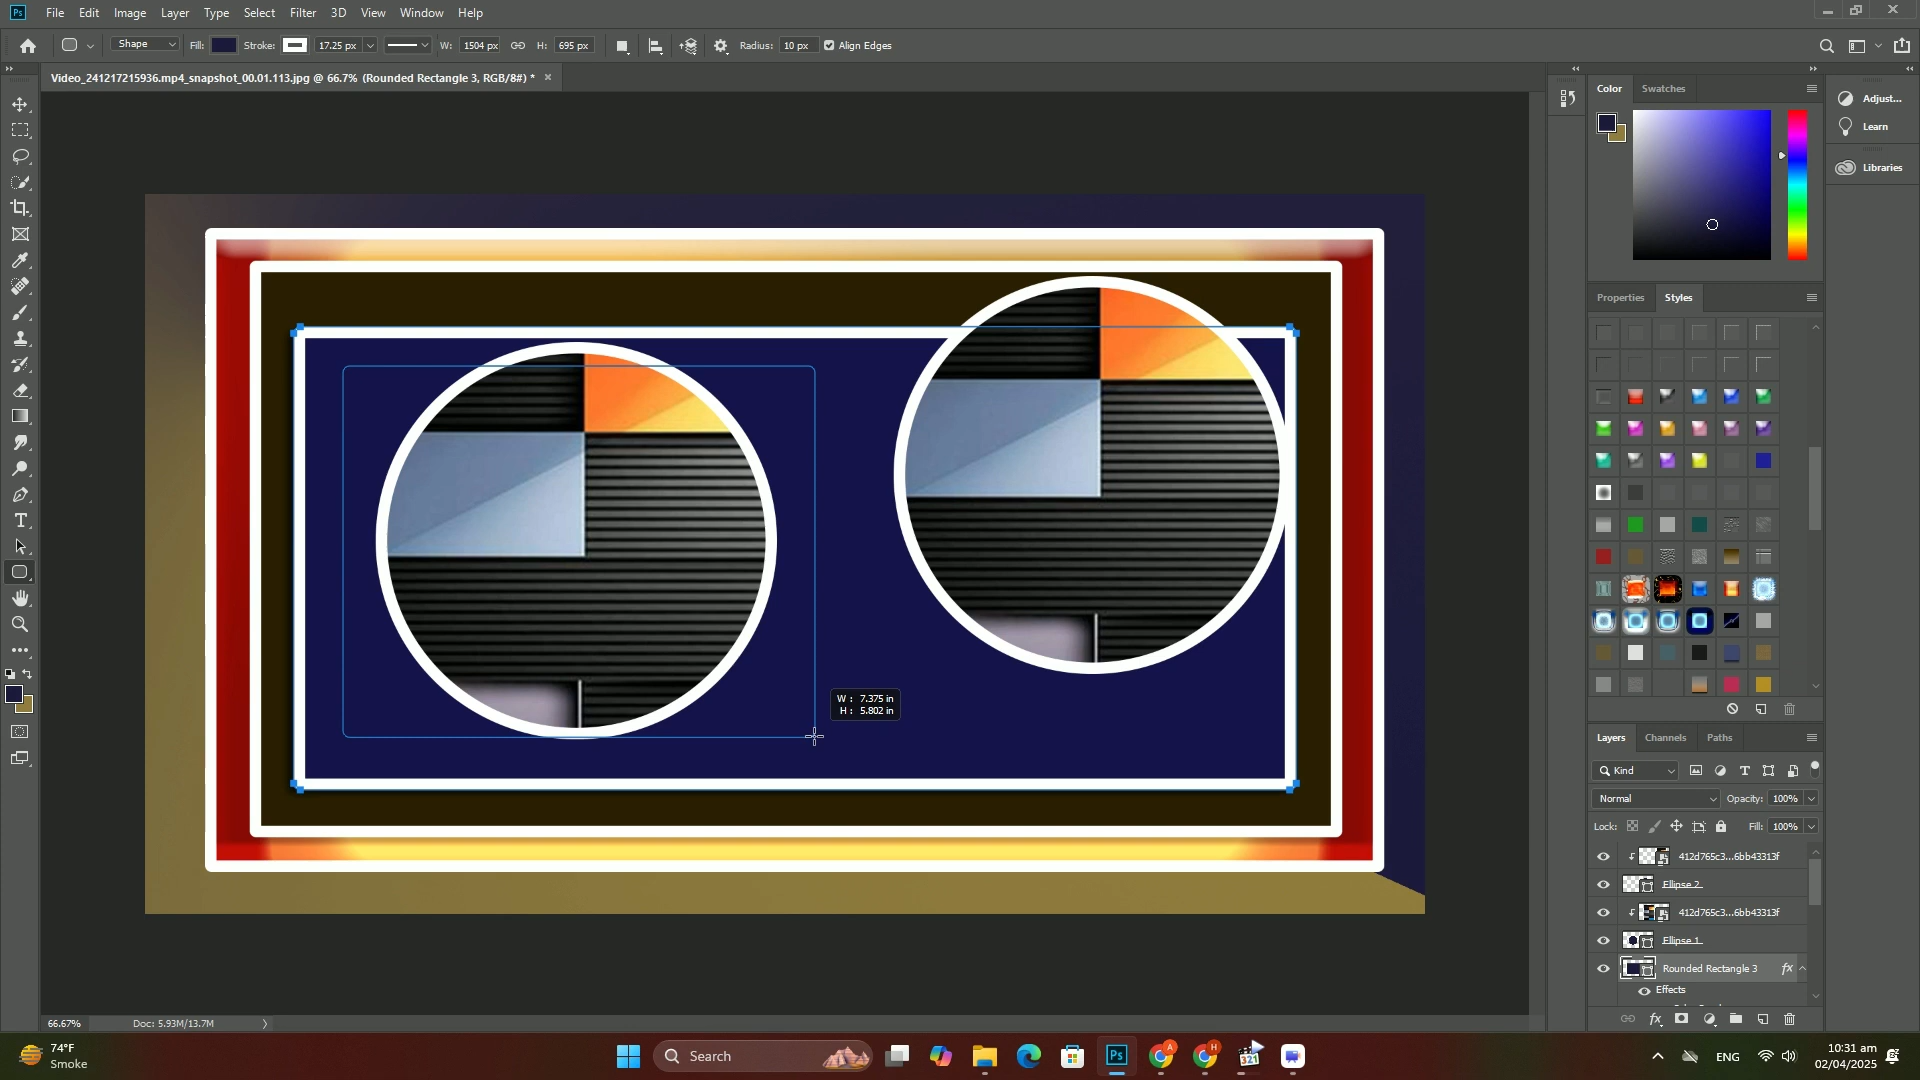 Ps File Edit Image Layer Type Select Filter 3D View Window Help
Shape Fill: Stroke: 17.25 px W: 1504 px H: 695 px Radius: 10 px Align Edges
Video_241217215936.mp4_snapshot_00.01.113.jpg @ 66.7% (Rounded Rectangle 3, RGB/8#) *
Color Swatches
Adjust...
Learn
Libraries
Properties Styles
W: 7.375 in
H: 5.802 in
Layers Channels Paths
Kind
Normal Opacity: 100%
Lock: Fill: 100%
412d765c3...6bb43313f
Ellipse 2
412d765c3...6bb43313f
Ellipse 1
Rounded Rectangle 3 fx
Effects
66.67% Doc: 5.93M/13.7M
74°F
Smoke
Search
Ps
A
H
321
ENG
10:31 am
02/04/2025